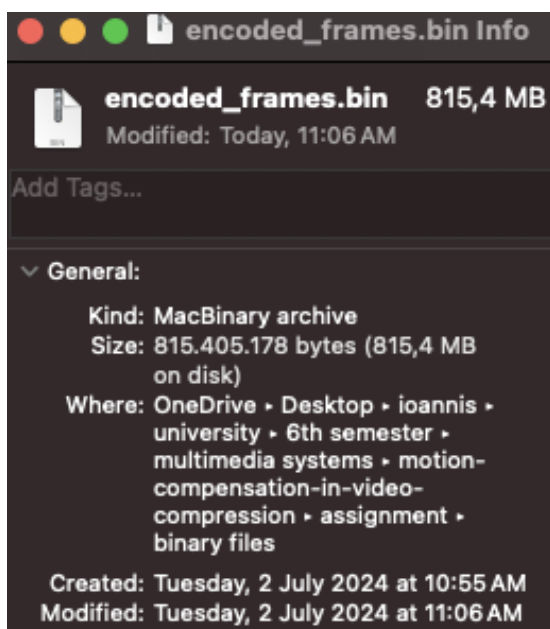 encoded_frames.bin Info
encoded_frames.bin 815,4 MB
Modified: Today, 11:06 AM
Add Tags...
General:
Kind: MacBinary archive
Size: 815.405.178 bytes (815,4 MB
on disk)
Where: OneDrive ▸ Desktop ▸ ioannis ▸
university ▸ 6th semester ▸
multimedia systems ▸ motion-
compensation-in-video-
compression ▸ assignment ▸
binary files
Created: Tuesday, 2 July 2024 at 10:55 AM
Modified: Tuesday, 2 July 2024 at 11:06 AM